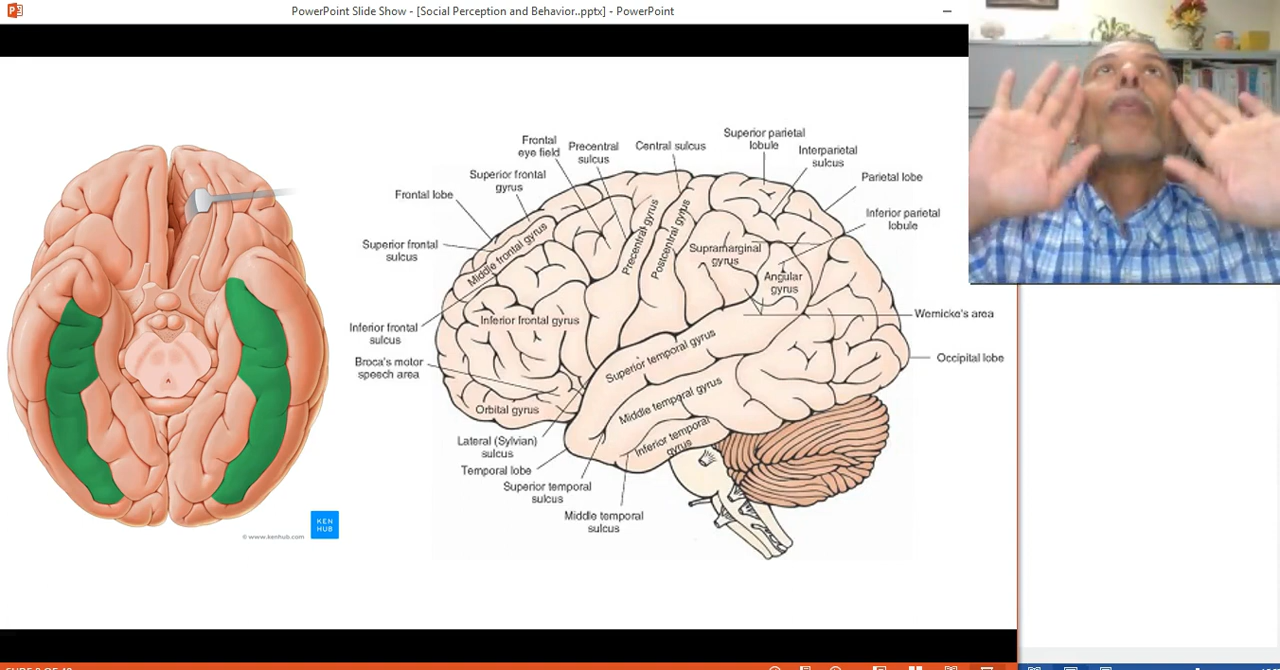 PowerPoint Slide Show - [Social Perception and Behavior..pptx] - PowerPoint
Frontal
eye field
Precentral
sulcus
Central sulcus
Superior parietal
lobule
Interparietal
sulcus
Parietal lobe
Superior frontal
gyrus
Frontal lobe
Inferior parietal
lobule
Superior frontal
sulcus
Middle frontal gyrus
Precentral gyrus
Postcentral gyrus
Supramarginal
gyrus
Angular
gyrus
Inferior frontal
sulcus
Inferior frontal gyrus
Wernicke's area
Broca's motor
speech area
Superior temporal gyrus
Occipital lobe
Orbital gyrus
Middle temporal gyrus
Inferior temporal
gyrus
Lateral (Sylvian)
sulcus
Temporal lobe
Superior temporal
sulcus
Middle temporal
sulcus
KEN
HUB
© www.kenhub.com